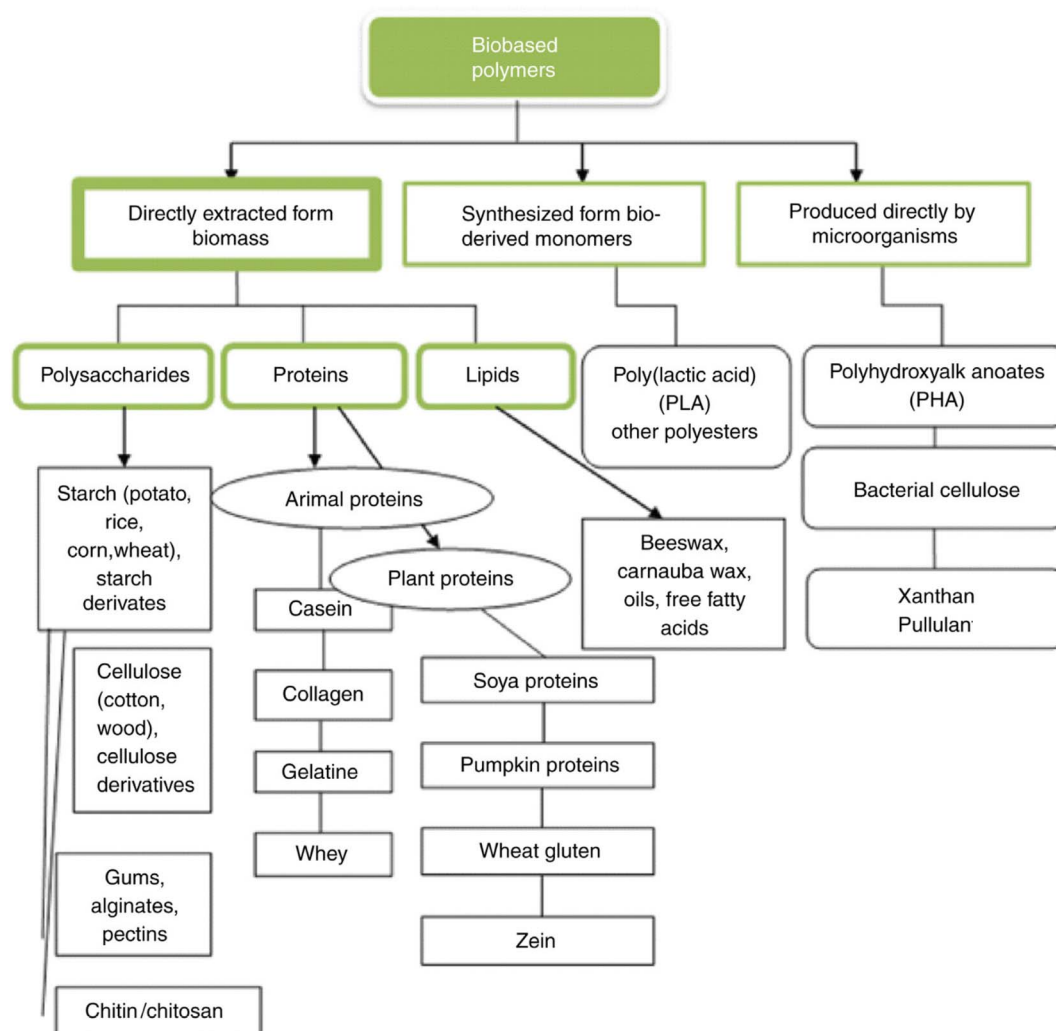 Biobased
polymers
Directly extracted form
biomass
Synthesized form bio-
derived monomers
Produced directly by
microorganisms
Polysaccharides
Proteins
Lipids
Poly(lactic acid)
(PLA)
other polyesters
Polyhydroxyalk anoates
(PHA)
Starch (potato,
rice,
corn,wheat),
starch
derivates
Arimal proteins
Bacterial cellulose
Plant proteins
Beeswax,
carnauba wax,
oils, free fatty
acids
Casein
Xanthan
Pullulan
Cellulose
(cotton,
wood),
cellulose
derivatives
Collagen
Soya proteins
Gelatine
Pumpkin proteins
Whey
Wheat gluten
Gums,
alginates,
pectins
Zein
Chitin/chitosan